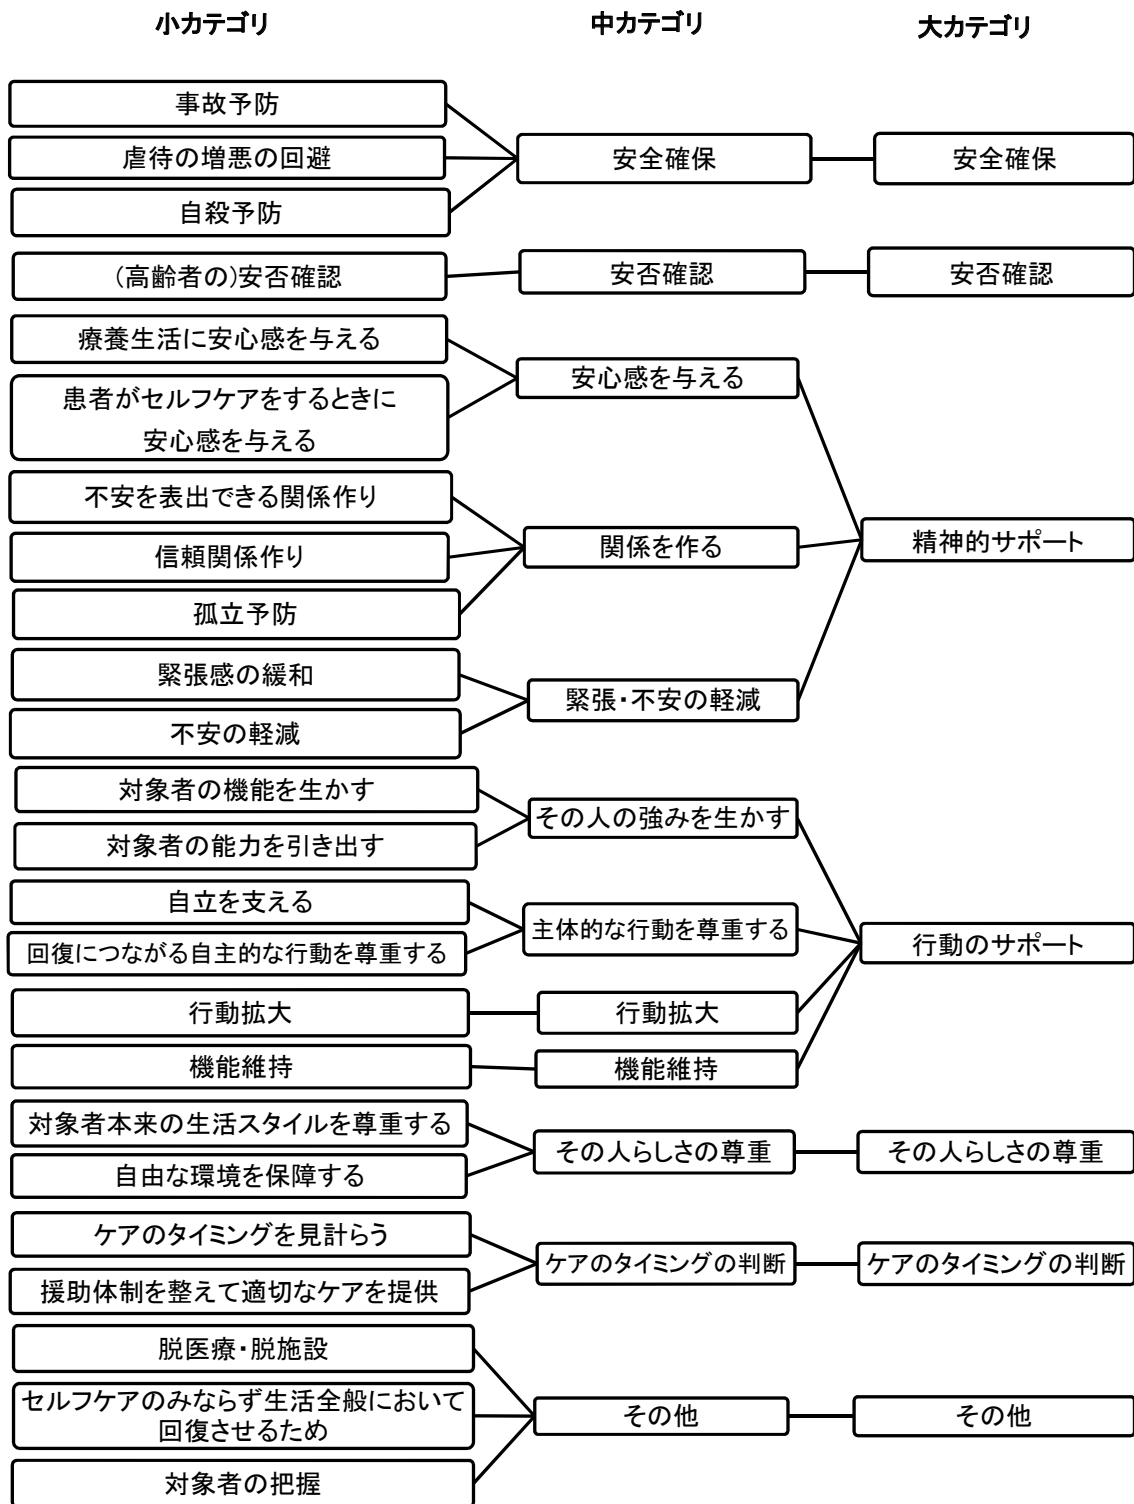 小カテゴリ 中カテゴリ 大カテゴリ
事故予防
虐待の増悪の回避 安全確保 安全確保
自殺予防
(高齢者の)安否確認 安否確認 安否確認
療養生活に安心感を与える
安心感を与える
患者がセルフケアをするときに
安心感を与える
不安を表出できる関係作り
信頼関係作り 関係を作る 精神的サポート
孤立予防
緊張感の緩和
緊張・不安の軽減
不安の軽減
対象者の機能を生かす
その人の強みを生かす
対象者の能力を引き出す
自立を支える
主体的な行動を尊重する 行動のサポート
回復につながる自主的な行動を尊重する
行動拡大 行動拡大
機能維持 機能維持
対象者本来の生活スタイルを尊重する
その人らしさの尊重 その人らしさの尊重
自由な環境を保障する
ケアのタイミングを見計らう
ケアのタイミングの判断 ケアのタイミングの判断
援助体制を整えて適切なケアを提供
脱医療・脱施設
セルフケアのみならず生活全般において
回復させるため
その他 その他
対象者の把握